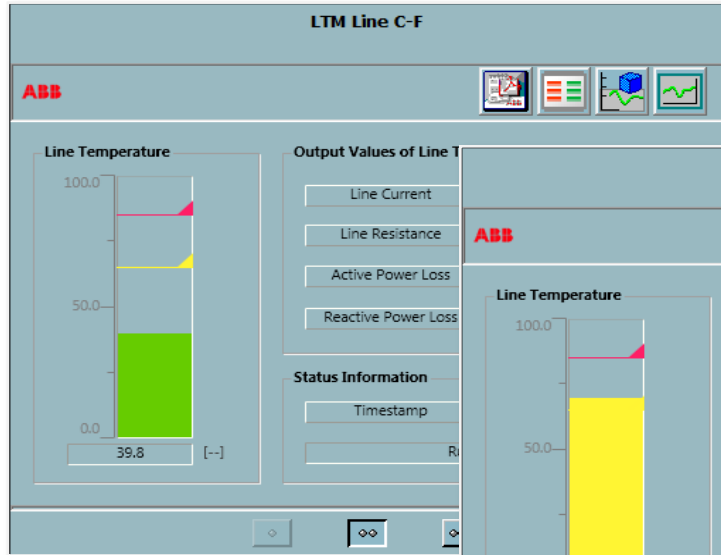 LTM Line C-F
ABB
Line Temperature
100.0
50.0
0.0
39.8 [--]
Output Values of Line
Line Current
Line Resistance
Active Power Loss
Reactive Power Loss
Status Information
Timestamp
ABB
Line Temperature
100.0
50.0